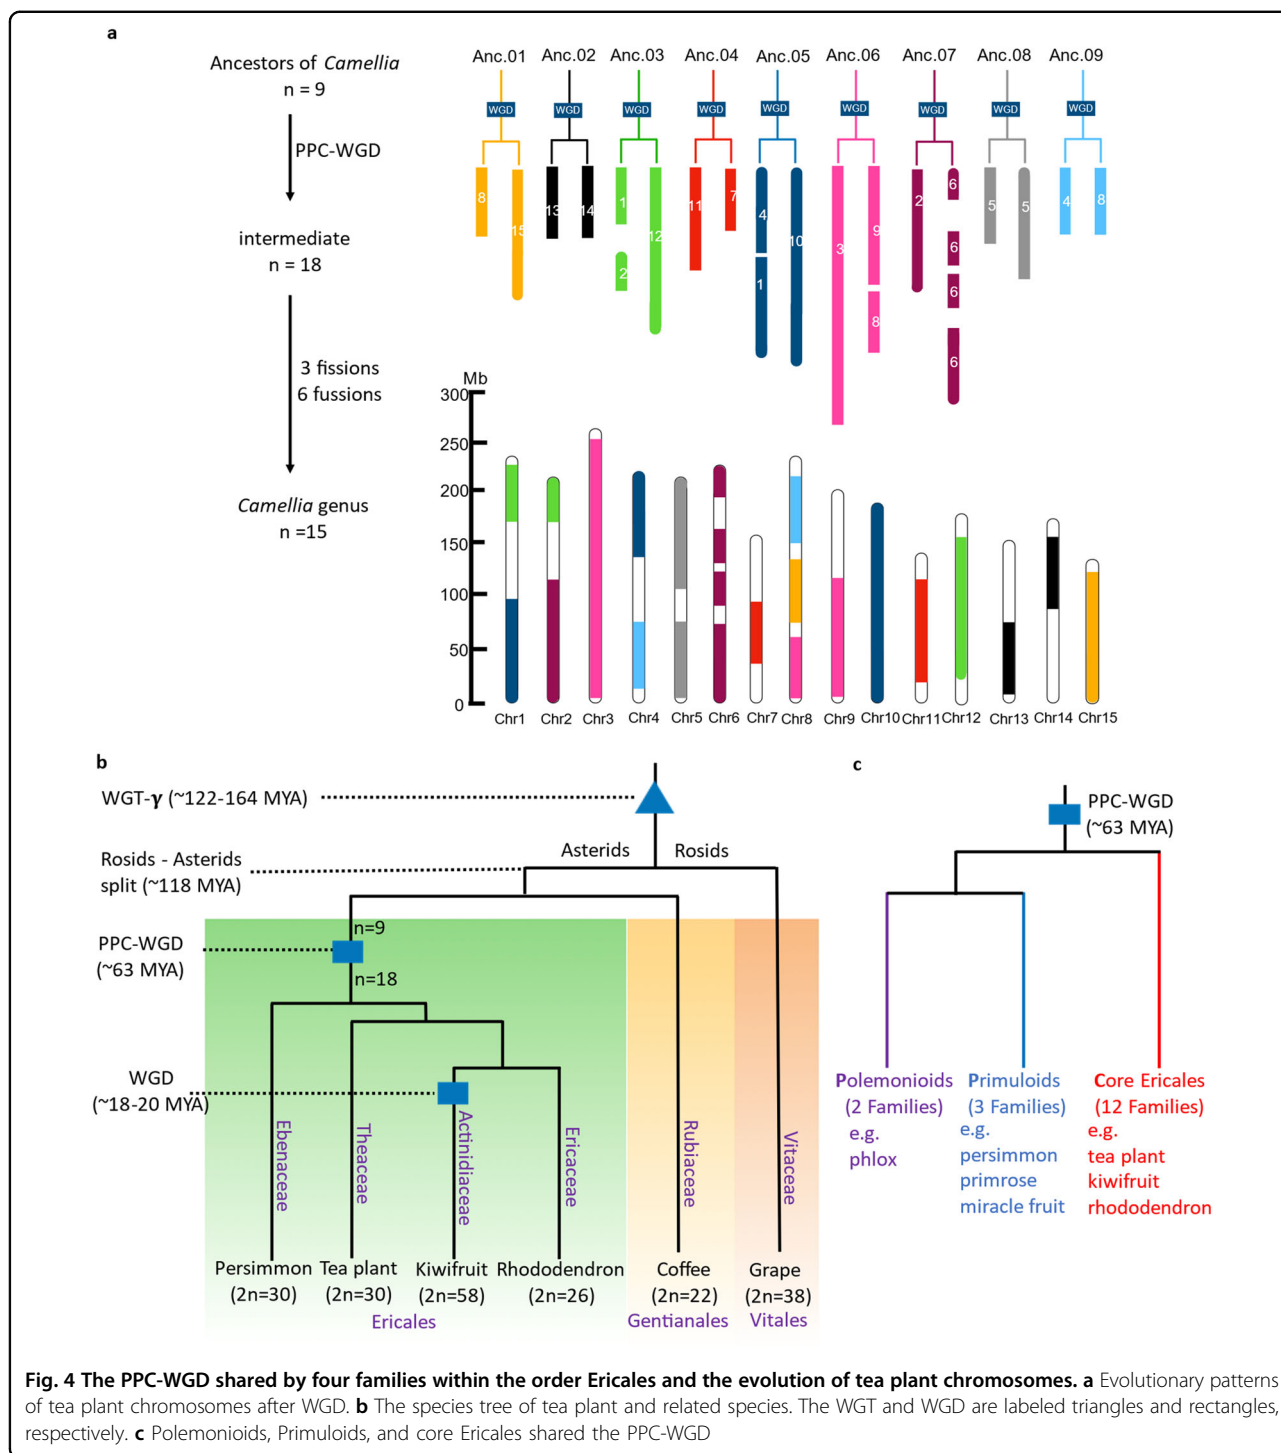 a
Ancestors of Camellia
n = 9
PPC-WGD
intermediate
n = 18
3 fissions
6 fussions
Camellia genus
n =15
Anc.01 Anc.02 Anc.03 Anc.04 Anc.05 Anc.06 Anc.07 Anc.08 Anc.09
WGD WGD WGD WGD WGD WGD WGD WGD WGD
8 15 13 14 1 2 12 11 7 4 1 10 3 9 8 2 6 6 6 6 5 5 4 8
Mb
300
250
200
150
100
50
0
Chr1 Chr2 Chr3 Chr4 Chr5 Chr6 Chr7 Chr8 Chr9 Chr10 Chr11 Chr12 Chr13 Chr14 Chr15
b
WGT-γ (~122-164 MYA)
Rosids - Asterids
split (~118 MYA)
Asterids Rosids
PPC-WGD
(~63 MYA)
n=9
n=18
WGD
(~18-20 MYA)
Ebenaceae
Theaceae
Actinidiaceae
Ericaceae
Rubiaceae
Vitaceae
Persimmon Tea plant Kiwifruit Rhododendron Coffee Grape
(2n=30) (2n=30) (2n=58) (2n=26) (2n=22) (2n=38)
Ericales Gentianales Vitales
c
PPC-WGD
(~63 MYA)
Polemonioids
(2 Families)
e.g.
phlox
Primuloids
(3 Families)
e.g.
persimmon
primrose
miracle fruit
Core Ericales
(12 Families)
e.g.
tea plant
kiwifruit
rhododendron
Fig. 4 The PPC-WGD shared by four families within the order Ericales and the evolution of tea plant chromosomes. a Evolutionary patterns
of tea plant chromosomes after WGD. b The species tree of tea plant and related species. The WGT and WGD are labeled triangles and rectangles,
respectively. c Polemonioids, Primuloids, and core Ericales shared the PPC-WGD